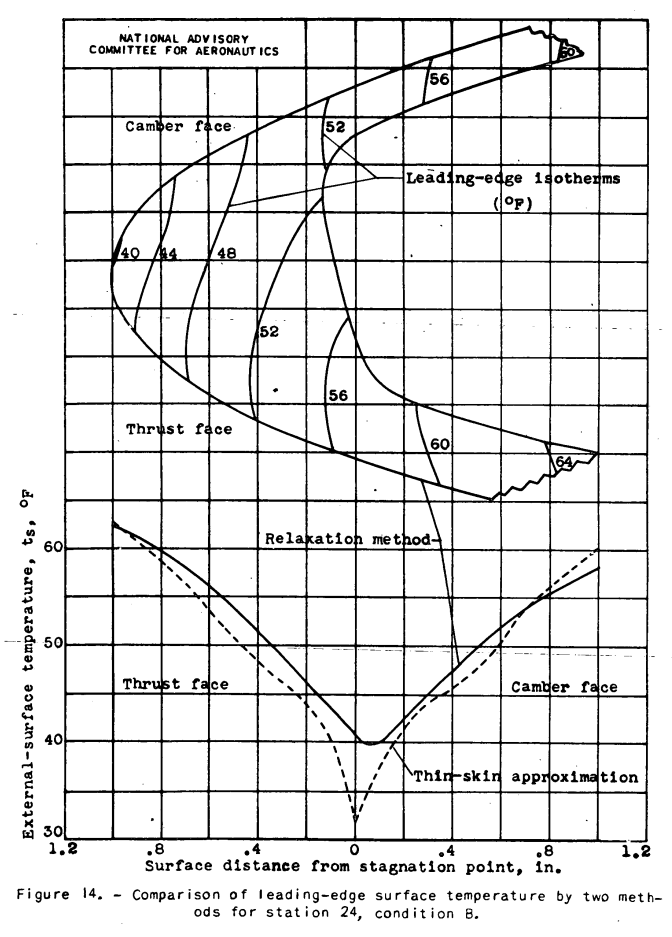 NATIONAL ADVISORY
COMMITTEE FOR AERONAUTICS
60
56
52
Camber face
Leading-edge isotherms
(°F)
40
44
48
52
56
Thrust face
60
64
Relaxation method
External-surface temperature, ts, °F
60
50
40
30
Thrust face
Camber face
Thin-skin approximation
1.2
.8
.4
0
.4
.8
1.2
Surface distance from stagnation point, in.
Figure 14. - Comparison of leading-edge surface temperature by two meth-
ods for station 24, condition B.